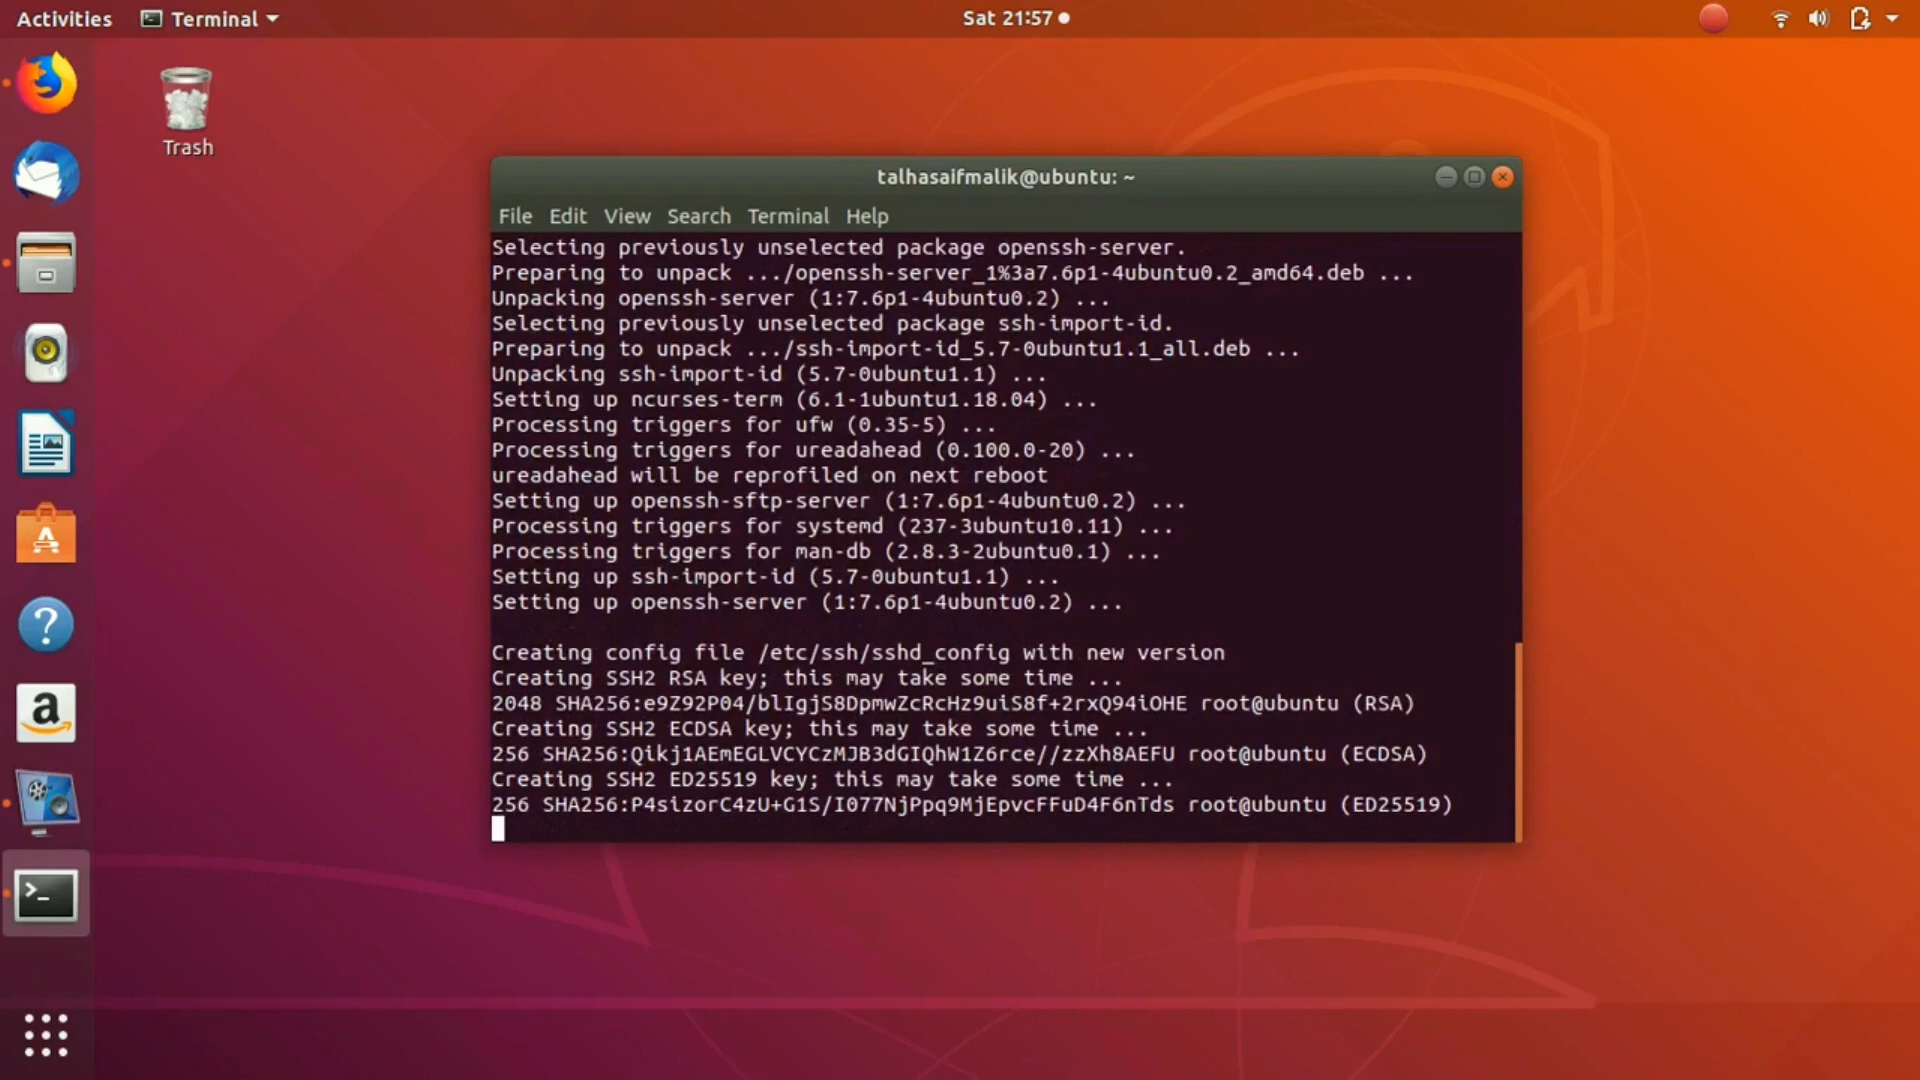 Activities
Terminal
Sat 21:57
Trash
talhasaifmalik@ubuntu: ~
File Edit View Search Terminal Help
Selecting previously unselected package openssh-server.
Preparing to unpack .../openssh-server_1%3a7.6p1-4ubuntu0.2_amd64.deb ...
Unpacking openssh-server (1:7.6p1-4ubuntu0.2) ...
Selecting previously unselected package ssh-import-id.
Preparing to unpack .../ssh-import-id_5.7-0ubuntu1.1_all.deb ...
Unpacking ssh-import-id (5.7-0ubuntu1.1) ...
Setting up ncurses-term (6.1-1ubuntu1.18.04) ...
Processing triggers for ufw (0.35-5) ...
Processing triggers for ureadahead (0.100.0-20) ...
ureadahead will be reprofiled on next reboot
Setting up openssh-sftp-server (1:7.6p1-4ubuntu0.2) ...
Processing triggers for systemd (237-3ubuntu10.11) ...
Processing triggers for man-db (2.8.3-2ubuntu0.1) ...
Setting up ssh-import-id (5.7-0ubuntu1.1) ...
Setting up openssh-server (1:7.6p1-4ubuntu0.2) ...
Creating config file /etc/ssh/sshd_config with new version
Creating SSH2 RSA key; this may take some time ...
2048 SHA256:e9Z92P04/blIgjS8DpmwZcRcHz9uiS8f+2rxQ94iOHE root@ubuntu (RSA)
Creating SSH2 ECDSA key; this may take some time ...
256 SHA256:Qikj1AEmEGLVCYCzMJB3dGIQhW1Z6rce//zzXh8AEFU root@ubuntu (ECDSA)
Creating SSH2 ED25519 key; this may take some time ...
256 SHA256:P4sizorC4zU+G1S/I077NjPpq9MjEpvcFFuD4F6nTds root@ubuntu (ED25519)